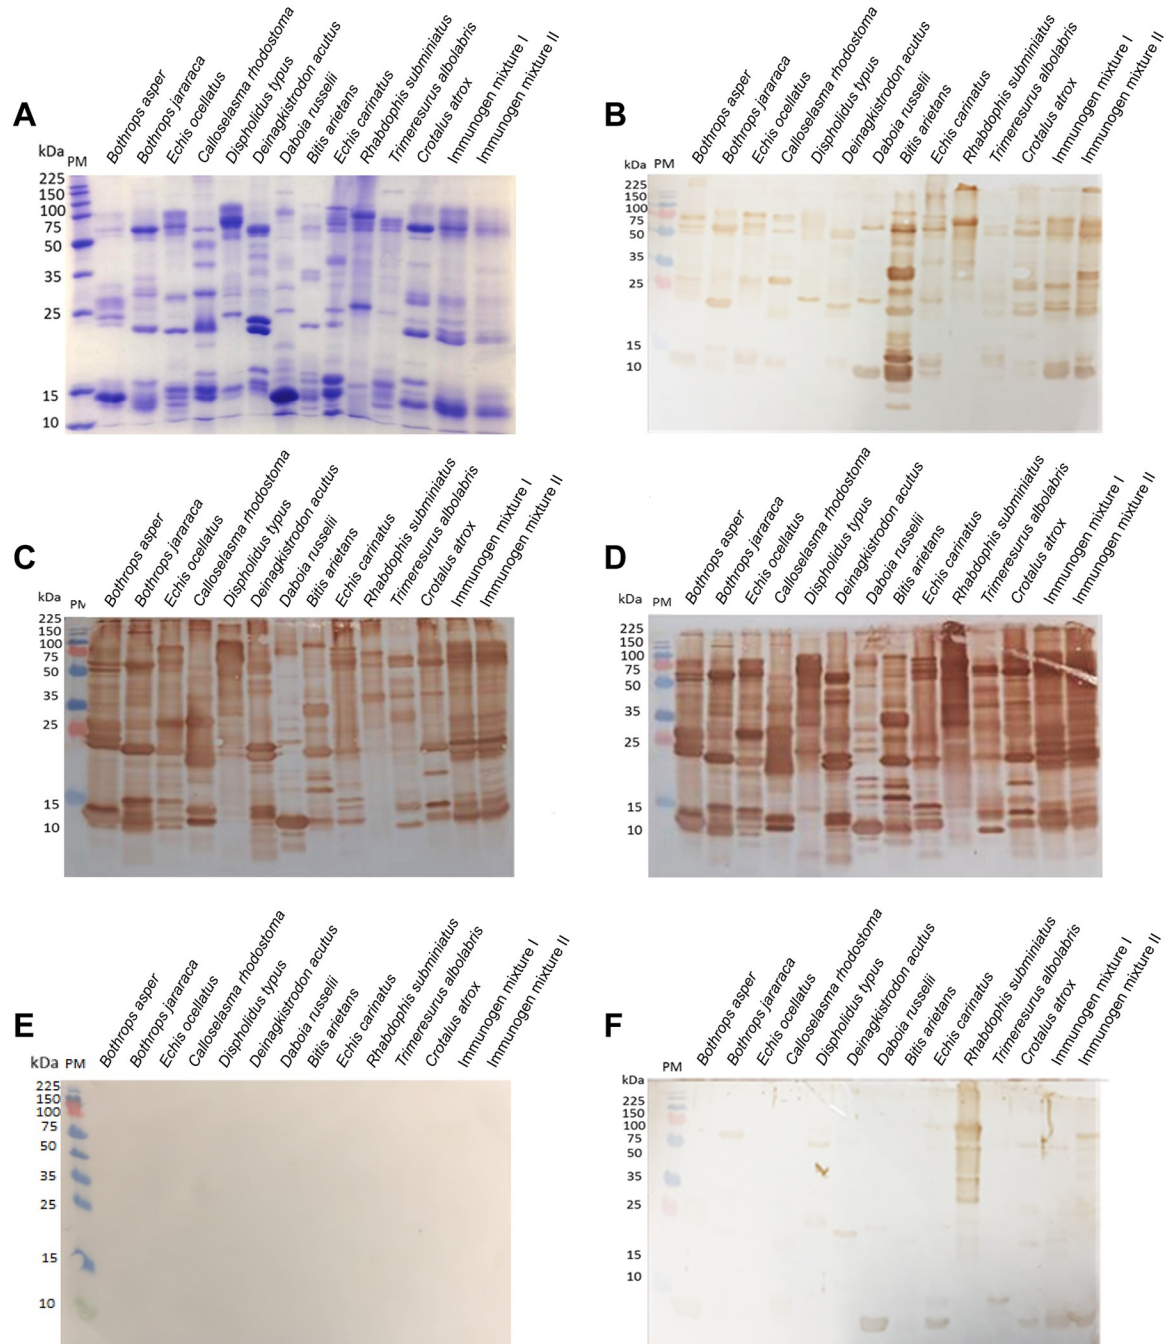 A
Bothrops asper
Bothrops jararaca
Echis ocellatus
Calloselasma rhodostoma
Dispholidus typus
Deinagkistrodon acutus
Daboia russelii
Bitis arietans
Echis carinatus
Rhabdophis subminiatus
Trimeresurus albolabris
Crotalus atrox
Immunogen mixture I
Immunogen mixture II
kDa
PM
225
150
100
75
50
35
25
15
10
B
Bothrops asper
Bothrops jararaca
Echis ocellatus
Calloselasma rhodostoma
Dispholidus typus
Deinagkistrodon acutus
Daboia russelii
Bitis arietans
Echis carinatus
Rhabdophis subminiatus
Trimeresurus albolabris
Crotalus atrox
Immunogen mixture I
Immunogen mixture II
kDa
PM
225
150
100
75
50
35
25
15
10
C
Bothrops asper
Bothrops jararaca
Echis ocellatus
Calloselasma rhodostoma
Dispholidus typus
Deinagkistrodon acutus
Daboia russelii
Bitis arietans
Echis carinatus
Rhabdophis subminiatus
Trimeresurus albolabris
Crotalus atrox
Immunogen mixture I
Immunogen mixture II
kDa
PM
225
150
100
75
50
35
25
15
10
D
Bothrops asper
Bothrops jararaca
Echis ocellatus
Calloselasma rhodostoma
Dispholidus typus
Deinagkistrodon acutus
Daboia russelii
Bitis arietans
Echis carinatus
Rhabdophis subminiatus
Trimeresurus albolabris
Crotalus atrox
Immunogen mixture I
Immunogen mixture II
kDa
PM
225
150
100
75
50
35
25
15
10
E
Bothrops asper
Bothrops jararaca
Echis ocellatus
Calloselasma rhodostoma
Dispholidus typus
Deinagkistrodon acutus
Daboia russelii
Bitis arietans
Echis carinatus
Rhabdophis subminiatus
Trimeresurus albolabris
Crotalus atrox
Immunogen mixture I
Immunogen mixture II
kDa
PM
225
150
100
75
50
35
25
15
10
F
Bothrops asper
Bothrops jararaca
Echis ocellatus
Calloselasma rhodostoma
Dispholidus typus
Deinagkistrodon acutus
Daboia russelii
Bitis arietans
Echis carinatus
Rhabdophis subminiatus
Trimeresurus albolabris
Crotalus atrox
Immunogen mixture I
Immunogen mixture II
PM
kDa
225
150
100
75
50
35
25
15
10